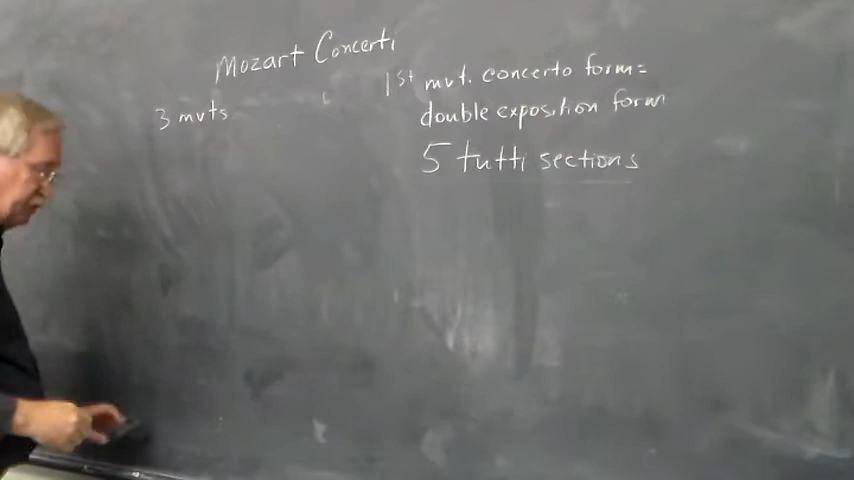 Mozart Concerti
3 mvts
1st mvt. concerto form=
double exposition form
5 tutti sections